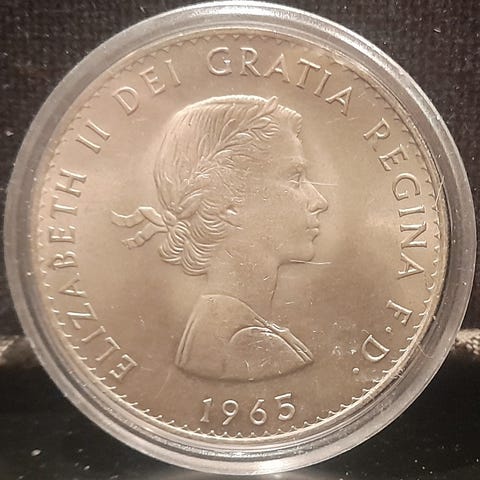 ELIZABETH II DEI GRATIA REGINA F·D·
1965